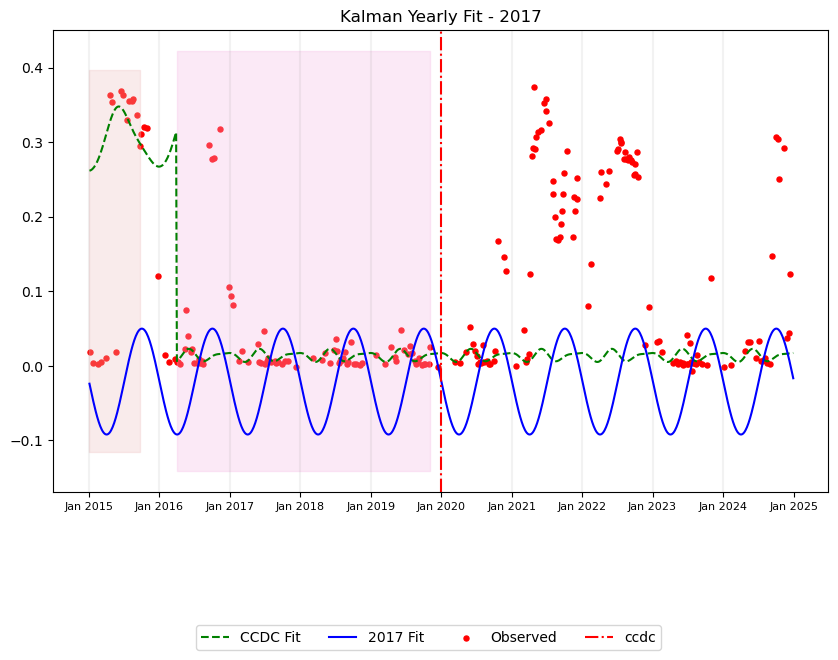 Kalman Yearly Fit - 2017
0.4
0.3
0.2
0.1
0.0
−0.1
Jan 2015 Jan 2016 Jan 2017 Jan 2018 Jan 2019 Jan 2020 Jan 2021 Jan 2022 Jan 2023 Jan 2024 Jan 2025
CCDC Fit 2017 Fit Observed ccdc